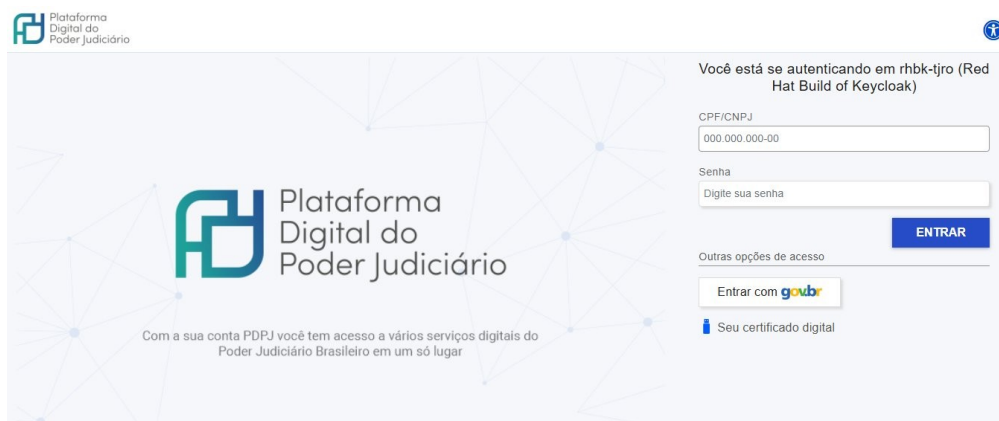 Plataforma
Digital do
Poder Judiciário
Você está se autenticando em rhbk-tjro (Red
Hat Build of Keycloak)
CPF/CNPJ
000.000.000-00
Senha
Digite sua senha
ENTRAR
Outras opções de acesso
Entrar com gov.br
Seu certificado digital
Plataforma
Digital do
Poder Judiciário
Com a sua conta PDPJ você tem acesso a vários serviços digitais do
Poder Judiciário Brasileiro em um só lugar